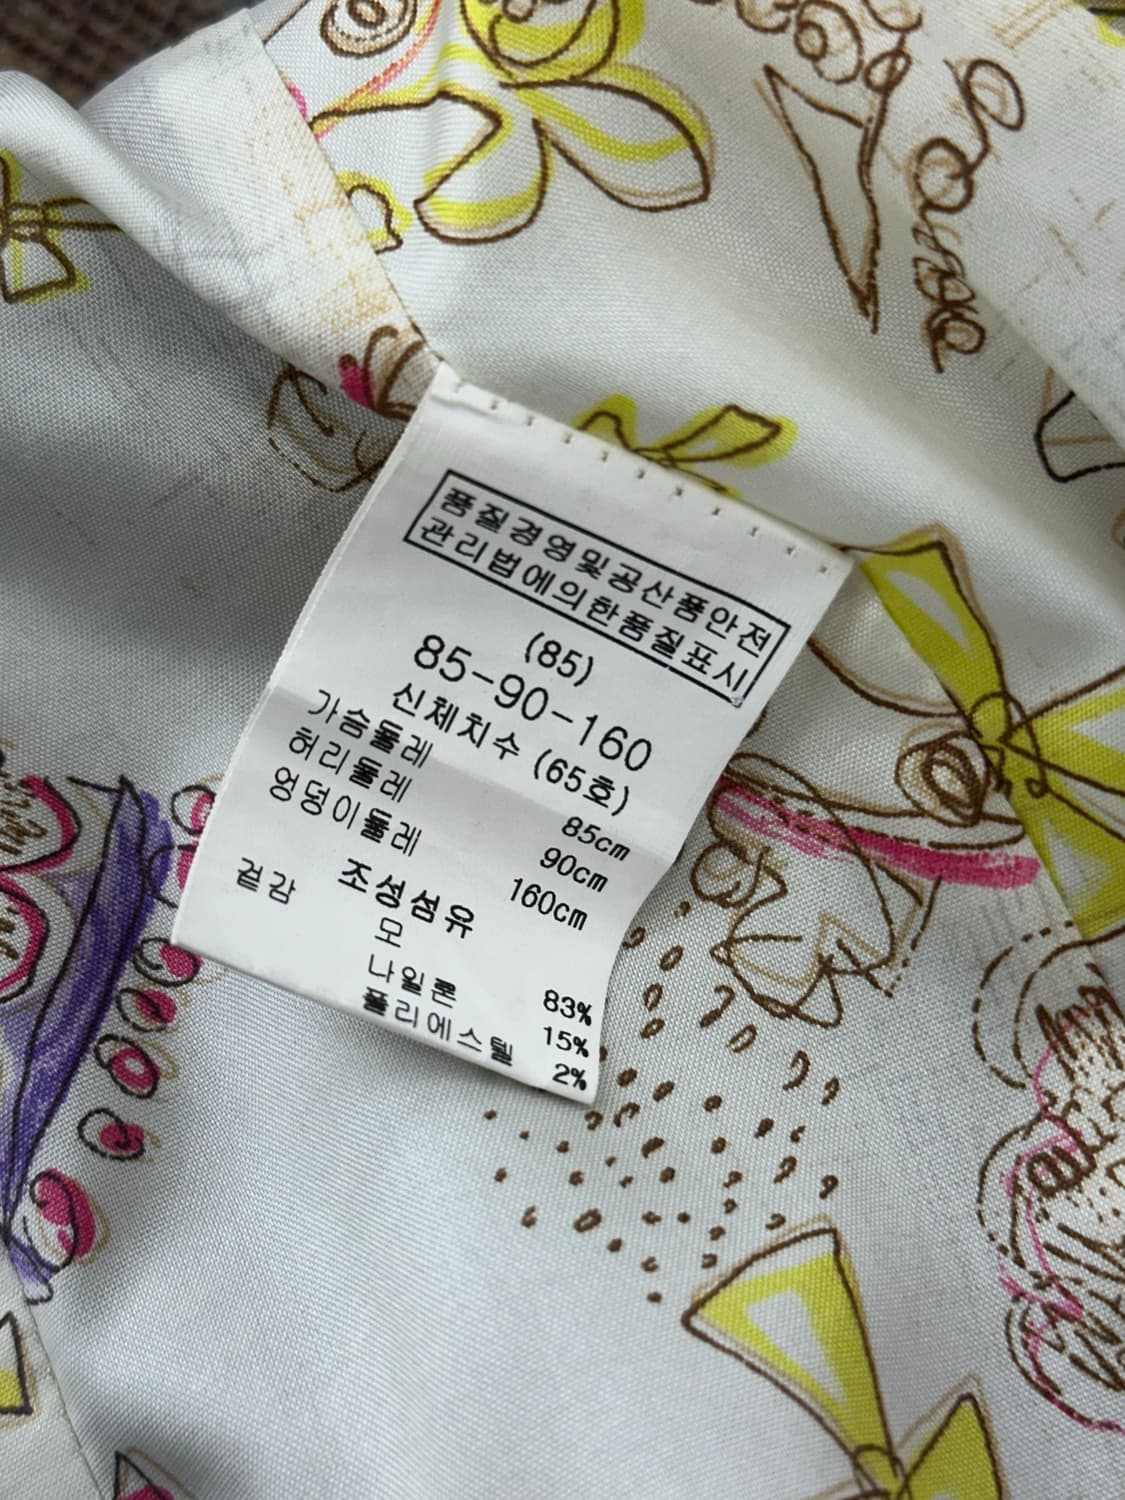 품질경영및공산품안전
관리법에의한품질표시
(85)
85-90-160
신체치수 (65호)
가슴둘레 85cm
허리둘레 90cm
엉덩이둘레 160cm
조성섬유
겉감 모 83%
나일론 15%
폴리에스텔 2%